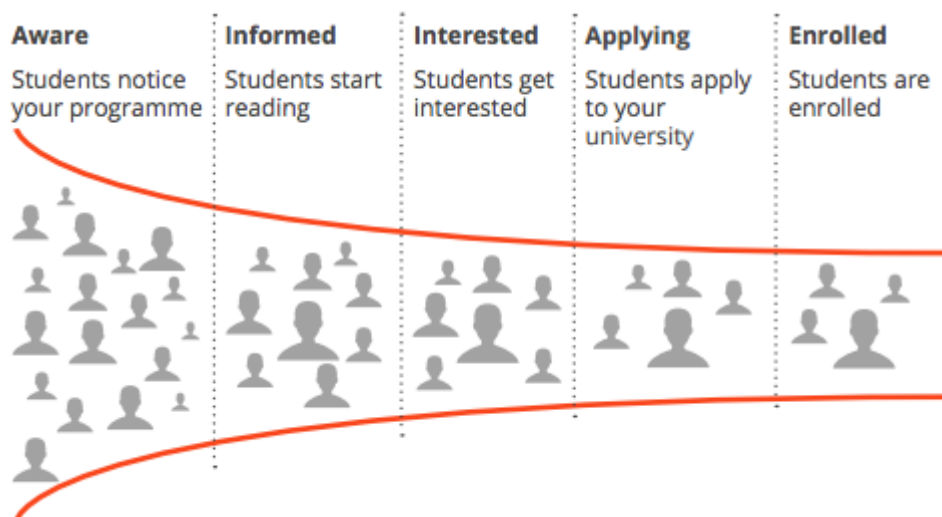 Aware
Students notice
your programme
Informed
Students start
reading
Interested
Students get
interested
Applying
Students apply
to your
university
Enrolled
Students are
enrolled